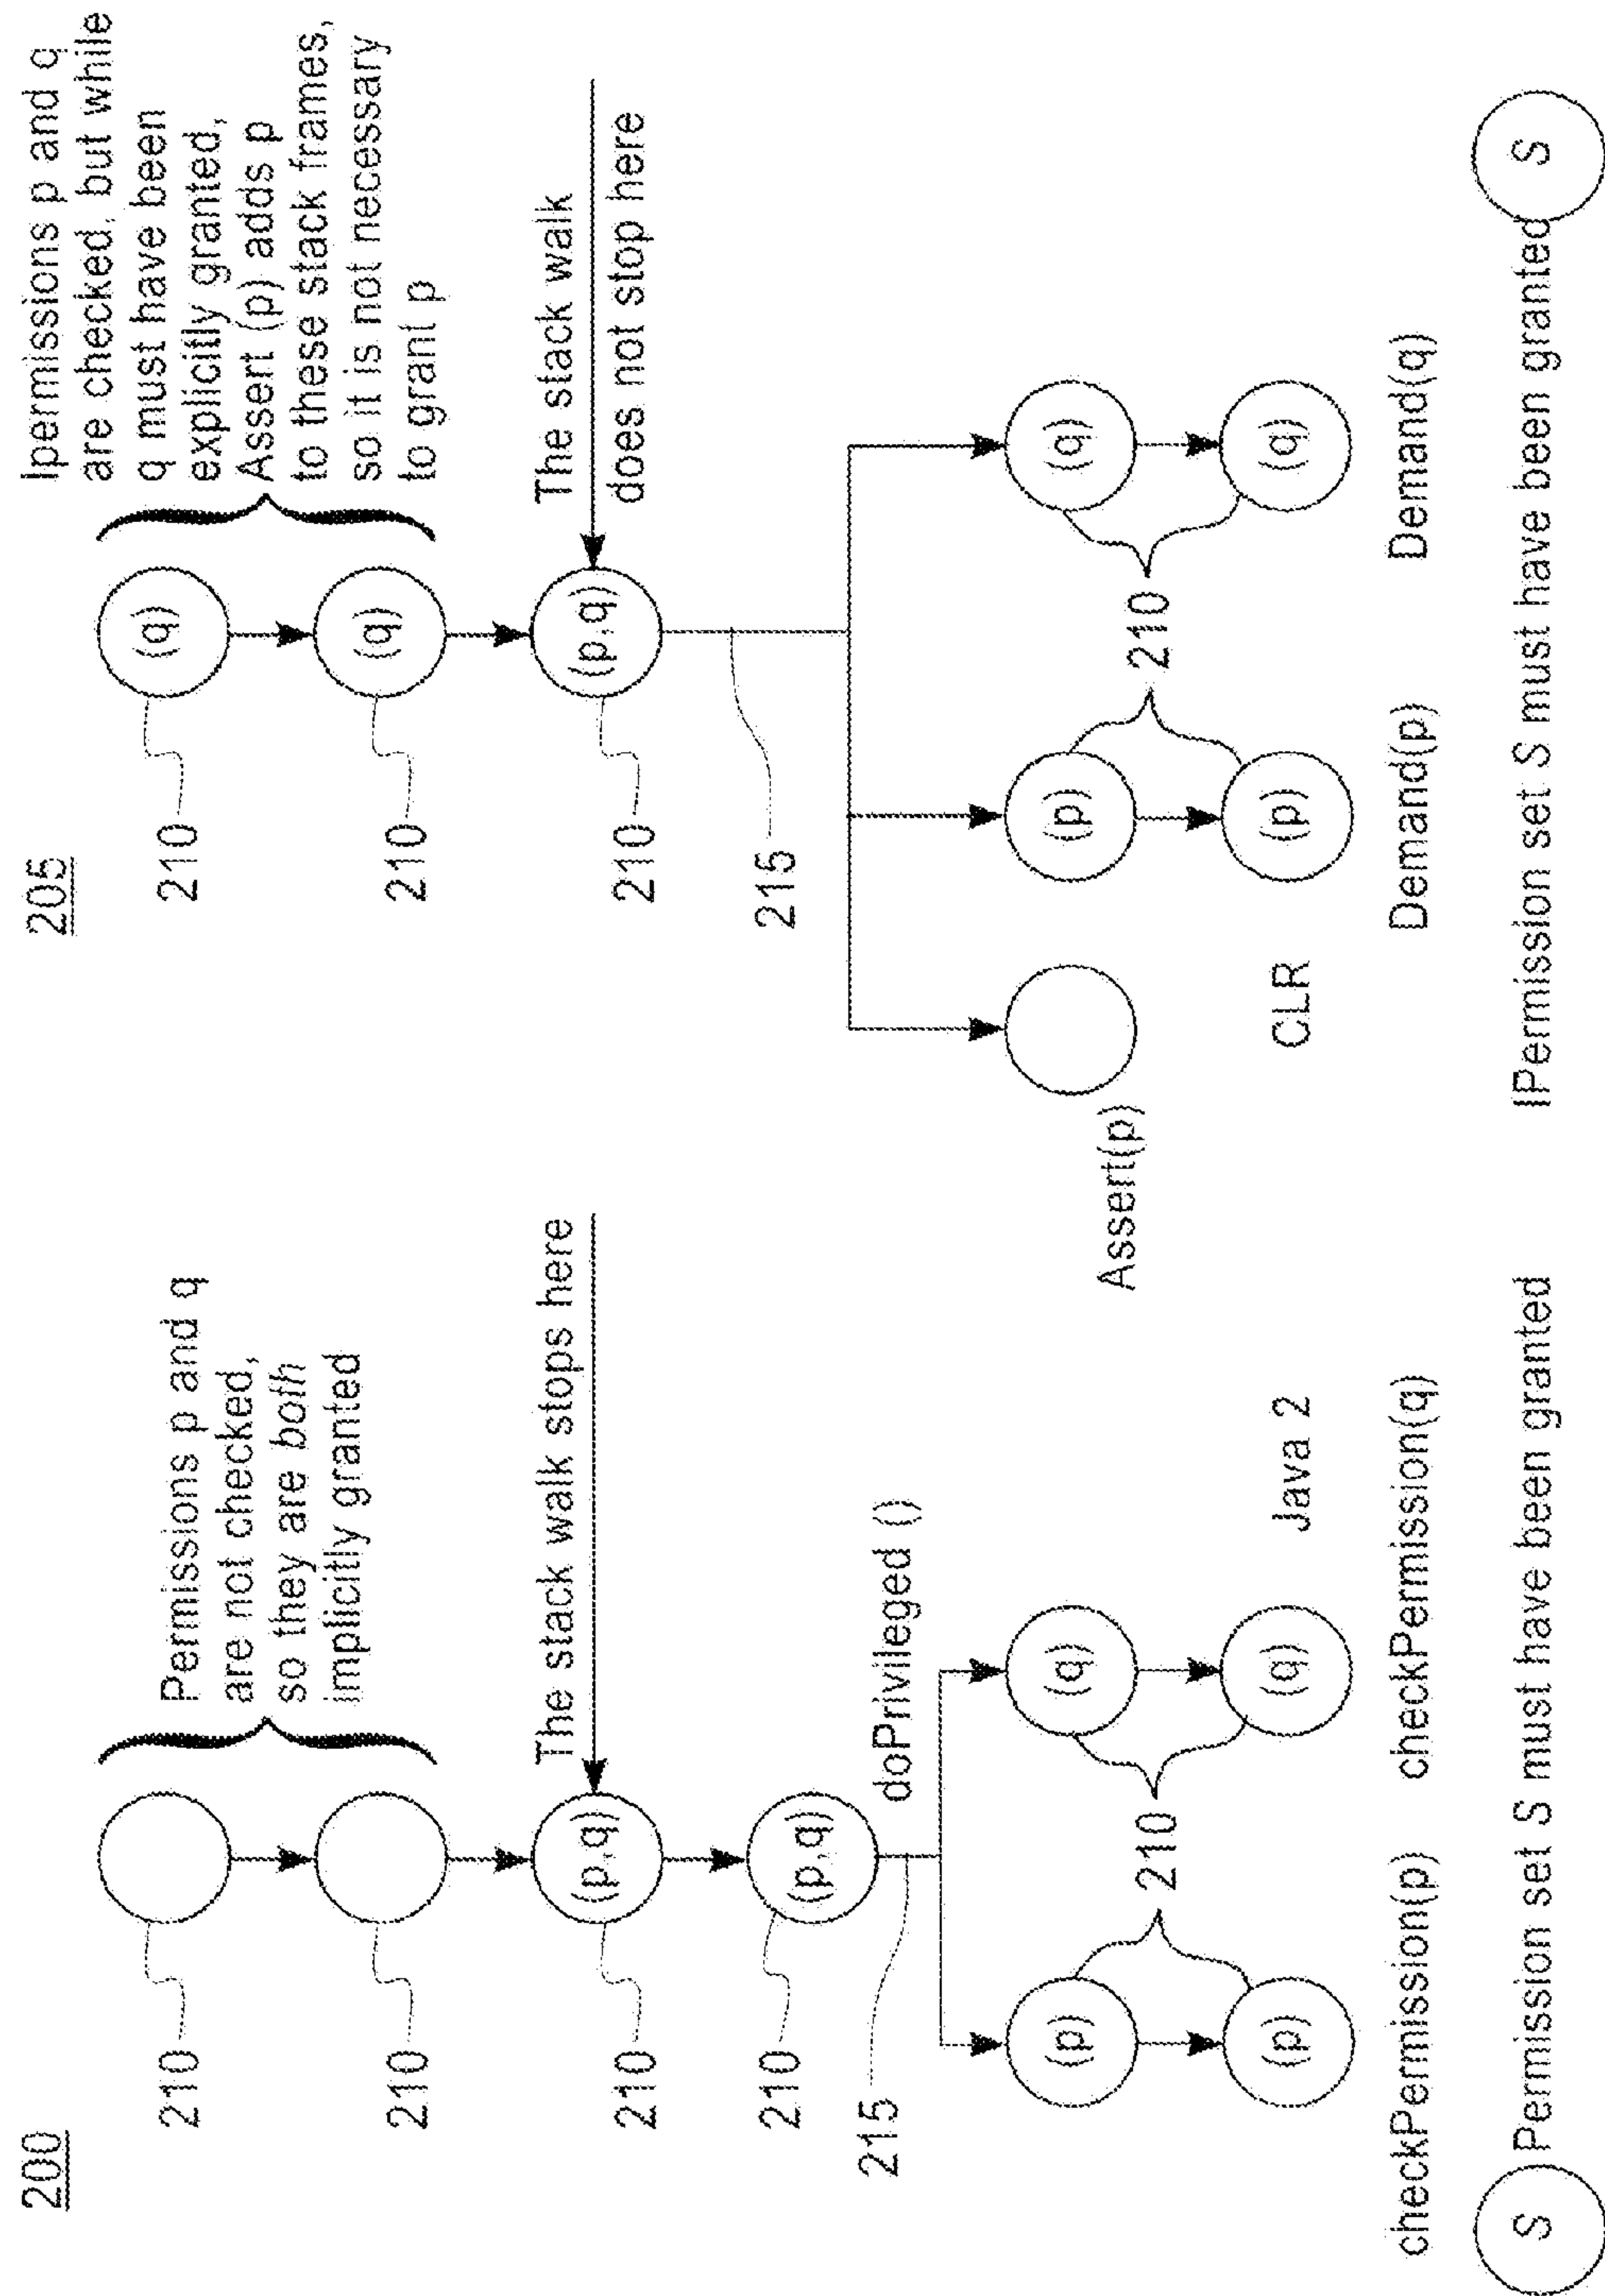 200
Permissions p and q
are not checked,
so they are both
implicitly granted
210
210
The stack walk stops here
(p,q)
210
(p,q)
210
doPrivileged ()
215
(p)
(q)
210
(p)
(q)
Java 2
checkPermission(p)
checkPermission(q)
S
Permission set S must have been granted
205
Ipermissions p and q
are checked, but while
q must have been
explicitly granted,
Assert (p) adds p
to these stack frames,
so it is not necessary
to grant p
(q)
210
(q)
210
The stack walk
does not stop here
(p,q)
210
215
Assert(p)
(p)
(q)
210
(p)
(q)
CLR
Demand(p)
Demand(q)
IPermission set S must have been granted
S